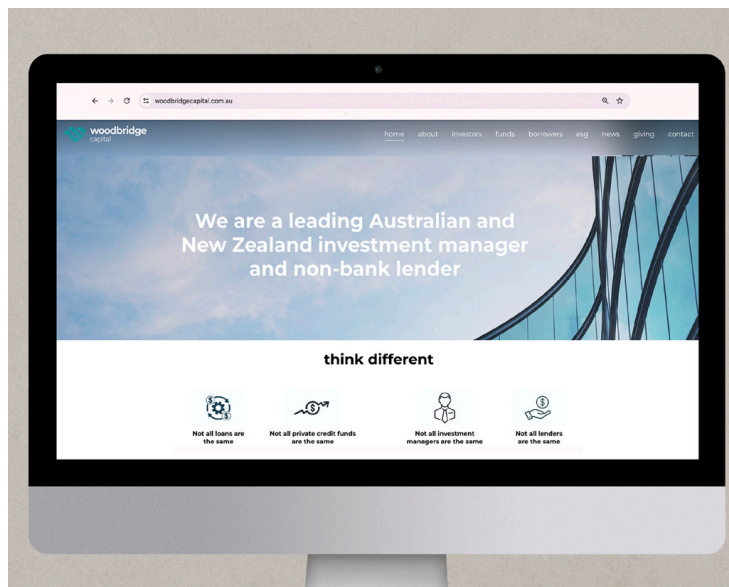 woodbridgecapital.com.au
woodbridge
capital
home about investors funds borrowers esg news giving contact
We are a leading Australian and
New Zealand investment manager
and non-bank lender
think different
Not all loans are
the same
Not all private credit funds
are the same
Not all investment
managers are the same
Not all lenders
are the same